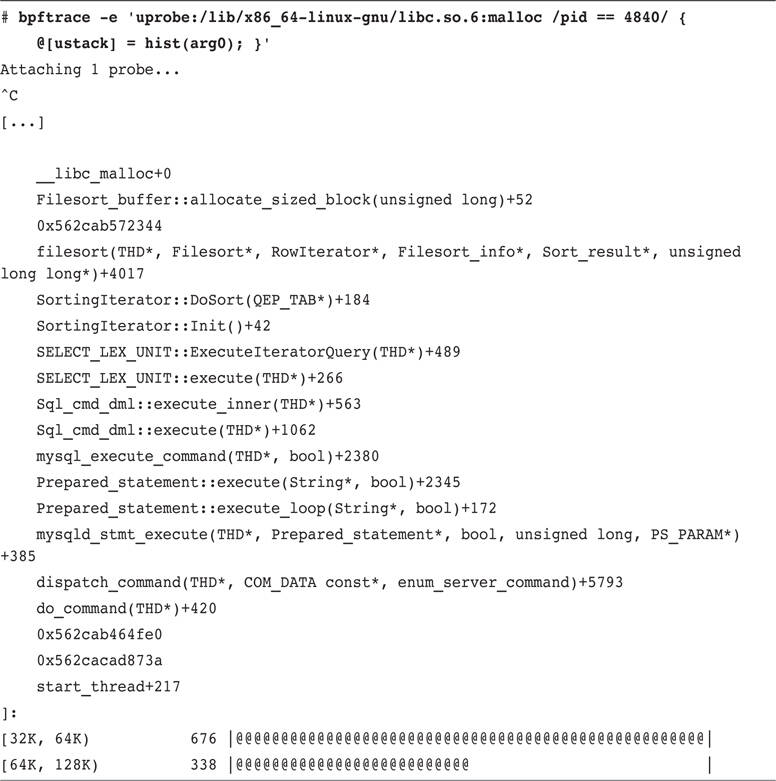 # bpftrace -e 'uprobe:/lib/x86_64-linux-gnu/libc.so.6:malloc /pid == 4840/ {
    @[ustack] = hist(arg0); }'
Attaching 1 probe...
^C
[...]

    __libc_malloc+0
    Filesort_buffer::allocate_sized_block(unsigned long)+52
    0x562cab572344
    filesort(THD*, Filesort*, RowIterator*, Filesort_info*, Sort_result*, unsigned
long long*)+4017
    SortingIterator::DoSort(QEP_TAB*)+184
    SortingIterator::Init()+42
    SELECT_LEX_UNIT::ExecuteIteratorQuery(THD*)+489
    SELECT_LEX_UNIT::execute(THD*)+266
    Sql_cmd_dml::execute_inner(THD*)+563
    Sql_cmd_dml::execute(THD*)+1062
    mysql_execute_command(THD*, bool)+2380
    Prepared_statement::execute(String*, bool)+2345
    Prepared_statement::execute_loop(String*, bool)+172
    mysqld_stmt_execute(THD*, Prepared_statement*, bool, unsigned long, PS_PARAM*)
+385
    dispatch_command(THD*, COM_DATA const*, enum_server_command)+5793
    do_command(THD*)+420
    0x562cab464fe0
    0x562cacad873a
    start_thread+217
]:
[32K, 64K)           676 |@@@@@@@@@@@@@@@@@@@@@@@@@@@@@@@@@@@@@@@@@@@@@@@@@@@@|
[64K, 128K)          338 |@@@@@@@@@@@@@@@@@@@@@@@@@@                          |